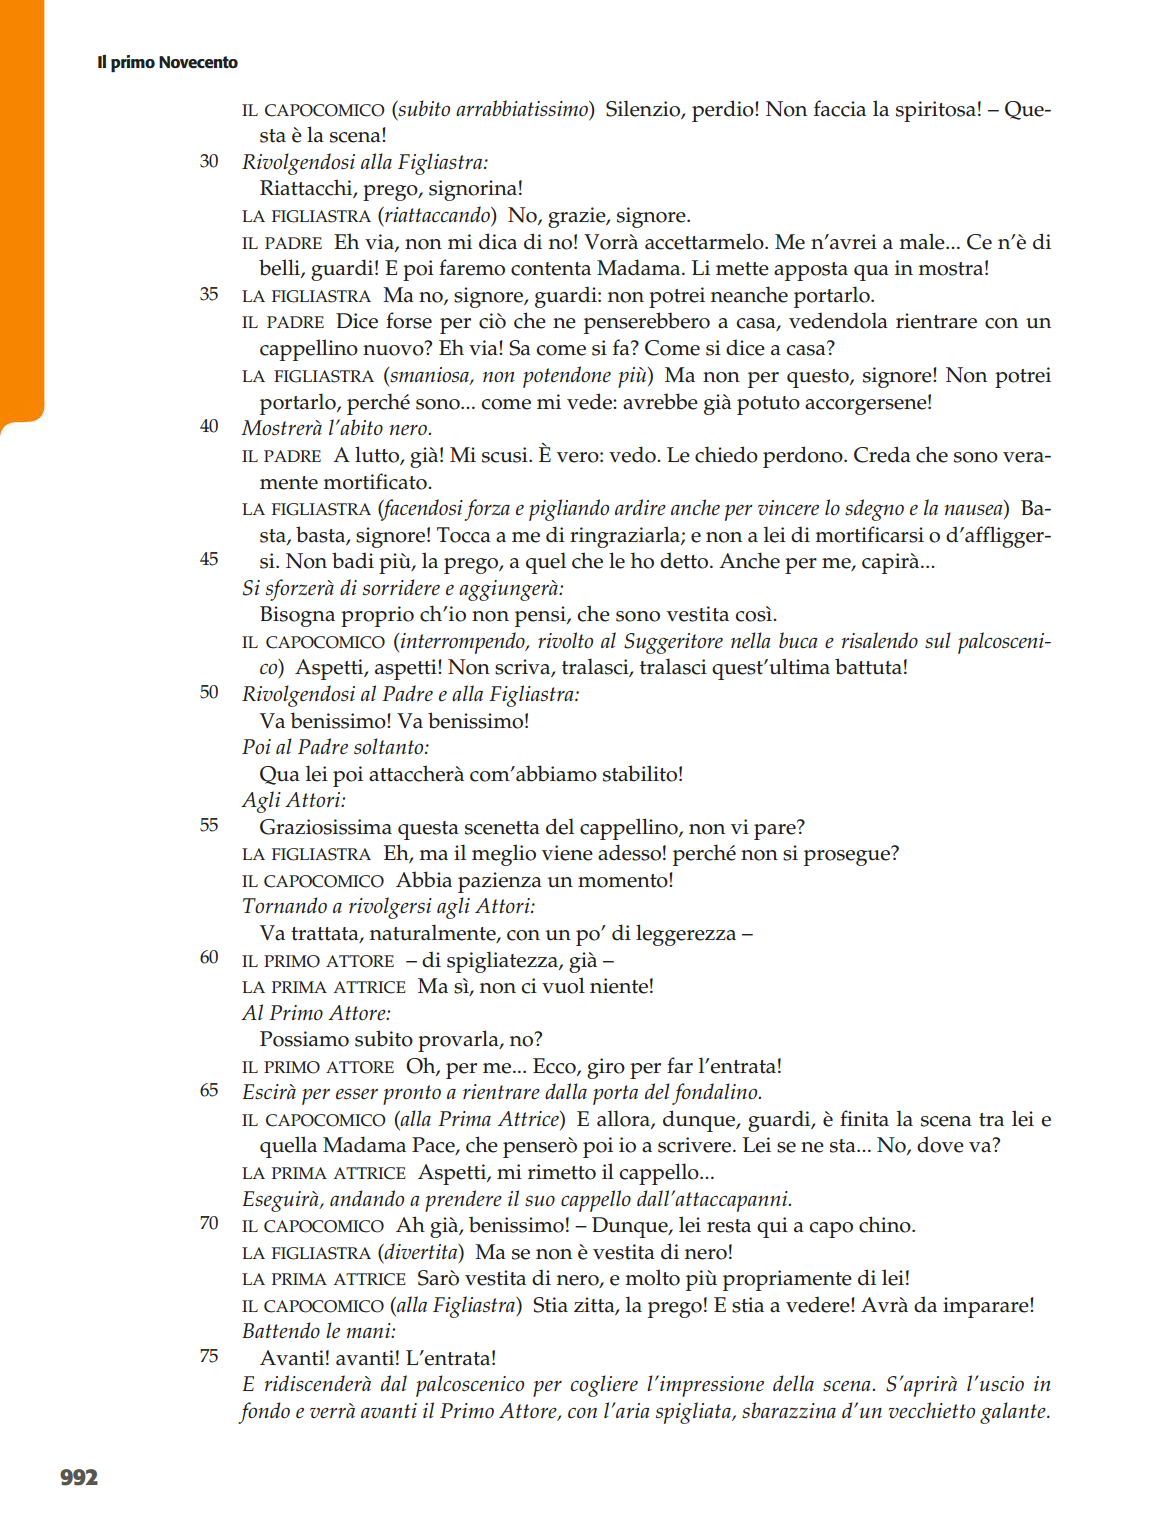 Il primo Novecento
IL CAPOCOMICO (subito arrabbiatissimo) Silenzio, perdio! Non faccia la spiritosa! – Que-
sta è la scena!
30 Rivolgendosi alla Figliastra:
Riattacchi, prego, signorina!
LA FIGLIASTRA (riattaccando) No, grazie, signore.
IL PADRE Eh via, non mi dica di no! Vorrà accettarmelo. Me n’avrei a male... Ce n’è di
belli, guardi! E poi faremo contenta Madama. Li mette apposta qua in mostra!
35 LA FIGLIASTRA Ma no, signore, guardi: non potrei neanche portarlo.
IL PADRE Dice forse per ciò che ne penserebbero a casa, vedendola rientrare con un
cappellino nuovo? Eh via! Sa come si fa? Come si dice a casa?
LA FIGLIASTRA (smaniosa, non potendone più) Ma non per questo, signore! Non potrei
portarlo, perché sono... come mi vede: avrebbe già potuto accorgersene!
40 Mostrerà l’abito nero.
IL PADRE A lutto, già! Mi scusi. È vero: vedo. Le chiedo perdono. Creda che sono vera-
mente mortificato.
LA FIGLIASTRA (facendosi forza e pigliando ardire anche per vincere lo sdegno e la nausea) Ba-
sta, basta, signore! Tocca a me di ringraziarla; e non a lei di mortificarsi o d’affligger-
45 si. Non badi più, la prego, a quel che le ho detto. Anche per me, capirà...
Si sforzerà di sorridere e aggiungerà:
Bisogna proprio ch’io non pensi, che sono vestita così.
IL CAPOCOMICO (interrompendo, rivolto al Suggeritore nella buca e risalendo sul palcosceni-
co) Aspetti, aspetti! Non scriva, tralasci, tralasci quest’ultima battuta!
50 Rivolgendosi al Padre e alla Figliastra:
Va benissimo! Va benissimo!
Poi al Padre soltanto:
Qua lei poi attaccherà com’abbiamo stabilito!
Agli Attori:
55 Graziosissima questa scenetta del cappellino, non vi pare?
LA FIGLIASTRA Eh, ma il meglio viene adesso! perché non si prosegue?
IL CAPOCOMICO Abbia pazienza un momento!
Tornando a rivolgersi agli Attori:
Va trattata, naturalmente, con un po’ di leggerezza –
60 IL PRIMO ATTORE – di spigliatezza, già –
LA PRIMA ATTRICE Ma sì, non ci vuol niente!
Al Primo Attore:
Possiamo subito provarla, no?
IL PRIMO ATTORE Oh, per me... Ecco, giro per far l’entrata!
65 Escirà per esser pronto a rientrare dalla porta del fondalino.
IL CAPOCOMICO (alla Prima Attrice) E allora, dunque, guardi, è finita la scena tra lei e
quella Madama Pace, che penserò poi io a scrivere. Lei se ne sta... No, dove va?
LA PRIMA ATTRICE Aspetti, mi rimetto il cappello...
Eseguirà, andando a prendere il suo cappello dall’attaccapanni.
70 IL CAPOCOMICO Ah già, benissimo! – Dunque, lei resta qui a capo chino.
LA FIGLIASTRA (divertita) Ma se non è vestita di nero!
LA PRIMA ATTRICE Sarò vestita di nero, e molto più propriamente di lei!
IL CAPOCOMICO (alla Figliastra) Stia zitta, la prego! E stia a vedere! Avrà da imparare!
Battendo le mani:
75 Avanti! avanti! L’entrata!
E ridiscenderà dal palcoscenico per cogliere l’impressione della scena. S’aprirà l’uscio in
fondo e verrà avanti il Primo Attore, con l’aria spigliata, sbarazzina d’un vecchietto galante.
992